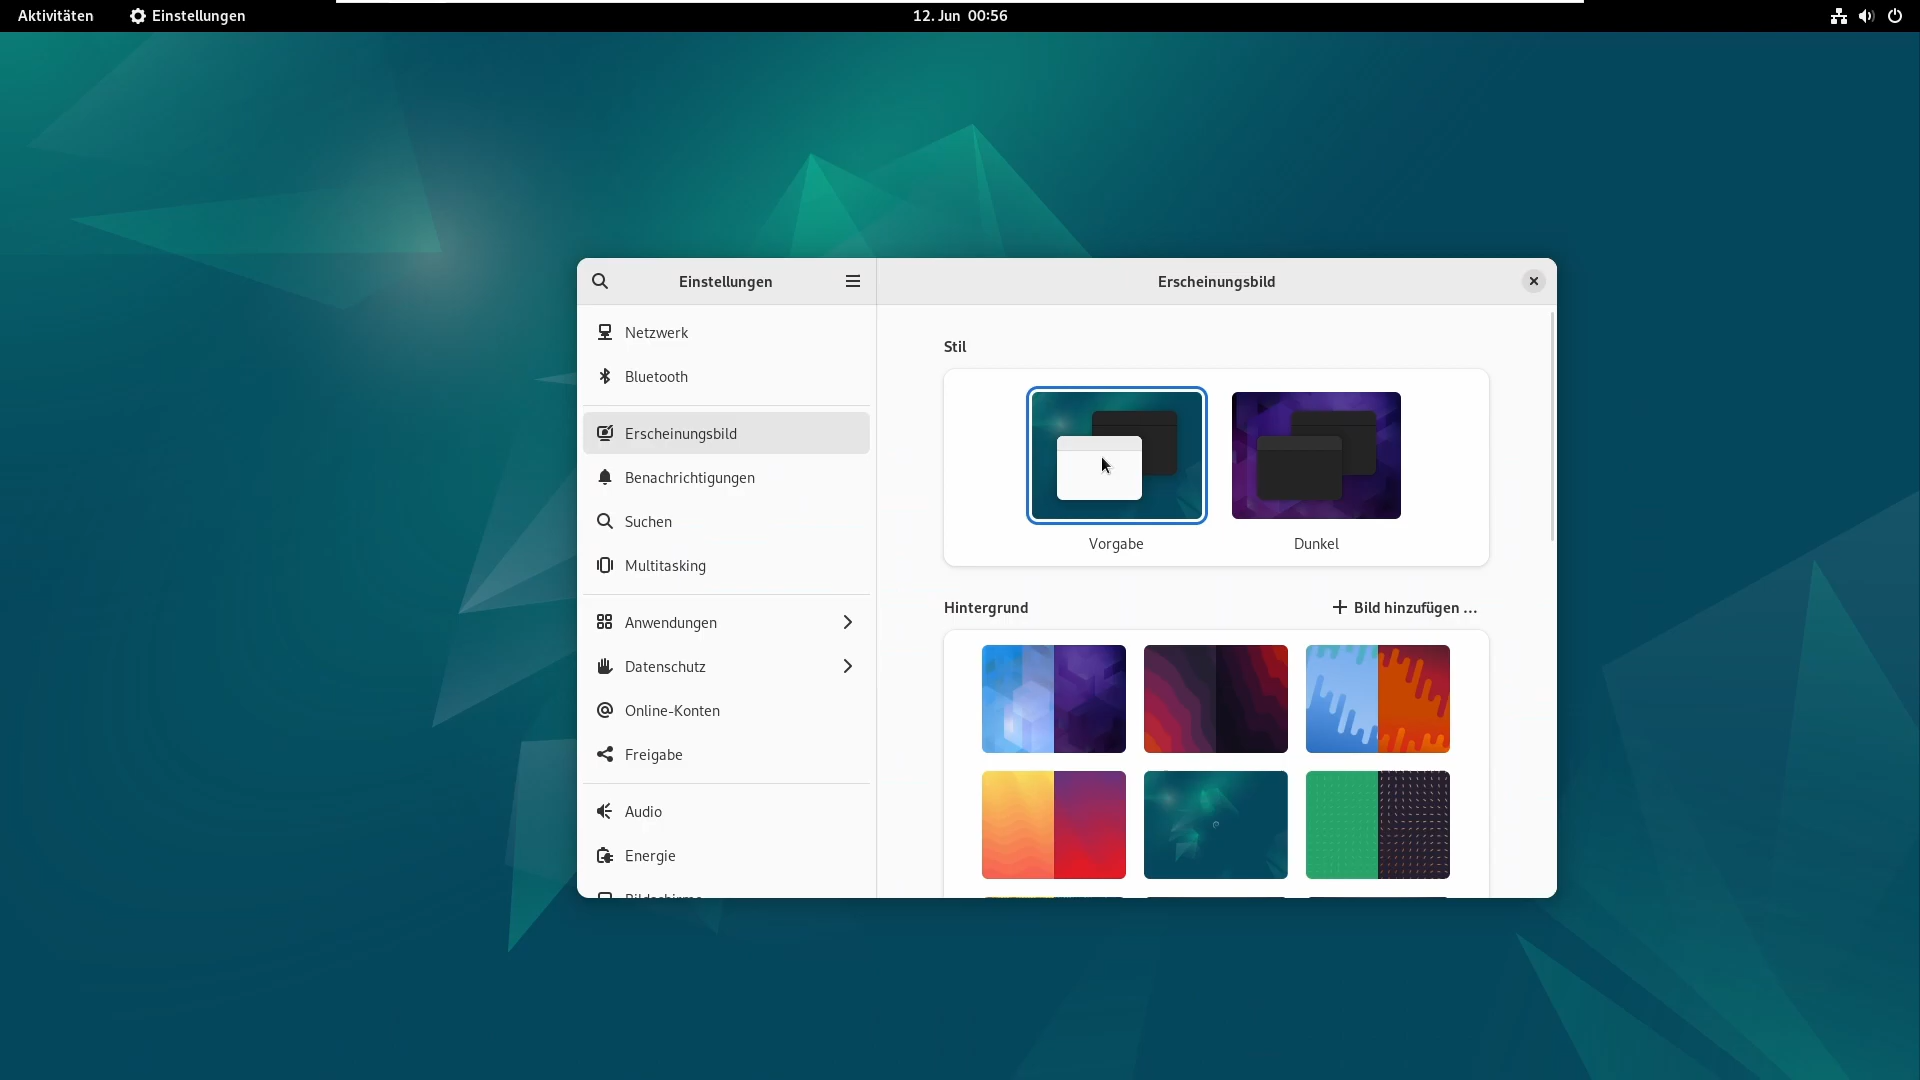 Aktivitäten Einstellungen 12. Jun 00:56
Einstellungen Erscheinungsbild
Netzwerk
Bluetooth
Erscheinungsbild
Benachrichtigungen
Suchen
Multitasking
Anwendungen
Datenschutz
Online-Konten
Freigabe
Audio
Energie
Bildschirme
Stil
Vorgabe Dunkel
Hintergrund + Bild hinzufügen …